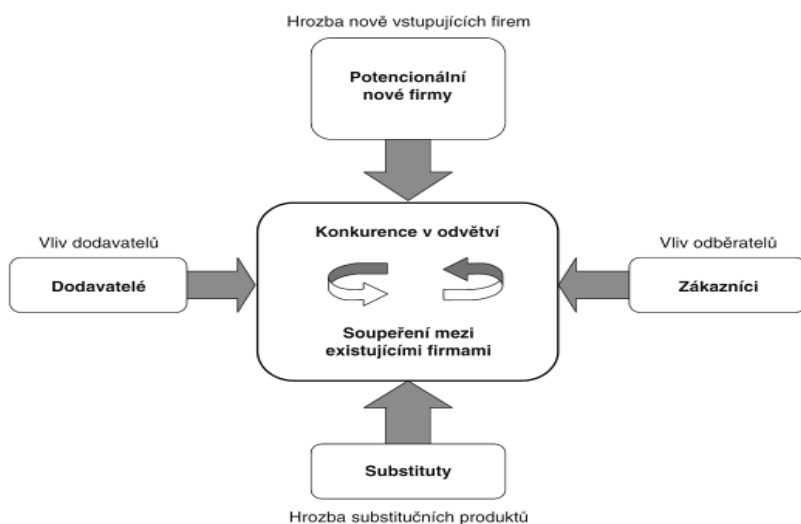 Hrozba nově vstupujících firem
Potencionální
nové firmy
Konkurence v odvětví
Vliv dodavatelů
Dodavatelé
Vliv odběratelů
Zákazníci
Soupeření mezi
existujícími firmami
Substituty
Hrozba substitučních produktů